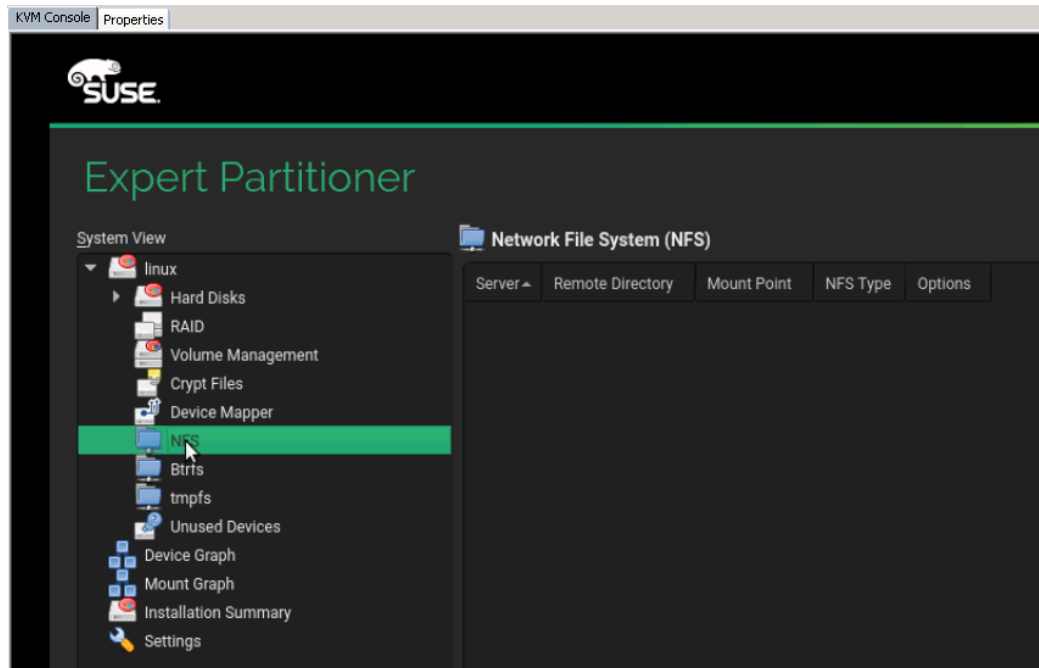 KVM Console Properties
SUSE.
Expert Partitioner
System View
linux
Hard Disks
RAID
Volume Management
Crypt Files
Device Mapper
NFS
Btrfs
tmpfs
Unused Devices
Device Graph
Mount Graph
Installation Summary
Settings
Network File System (NFS)
Server Remote Directory Mount Point NFS Type Options